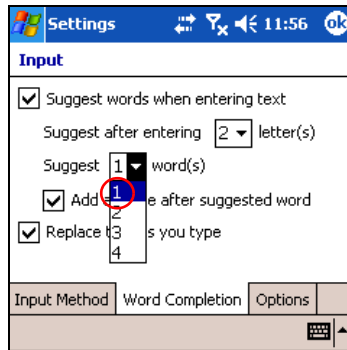 Settings 11:56 ok
Input
Suggest words when entering text
Suggest after entering 2 letter(s)
Suggest 1 word(s)
1
Add e after suggested word
2
Replace t 3 s you type
4
Input Method Word Completion Options